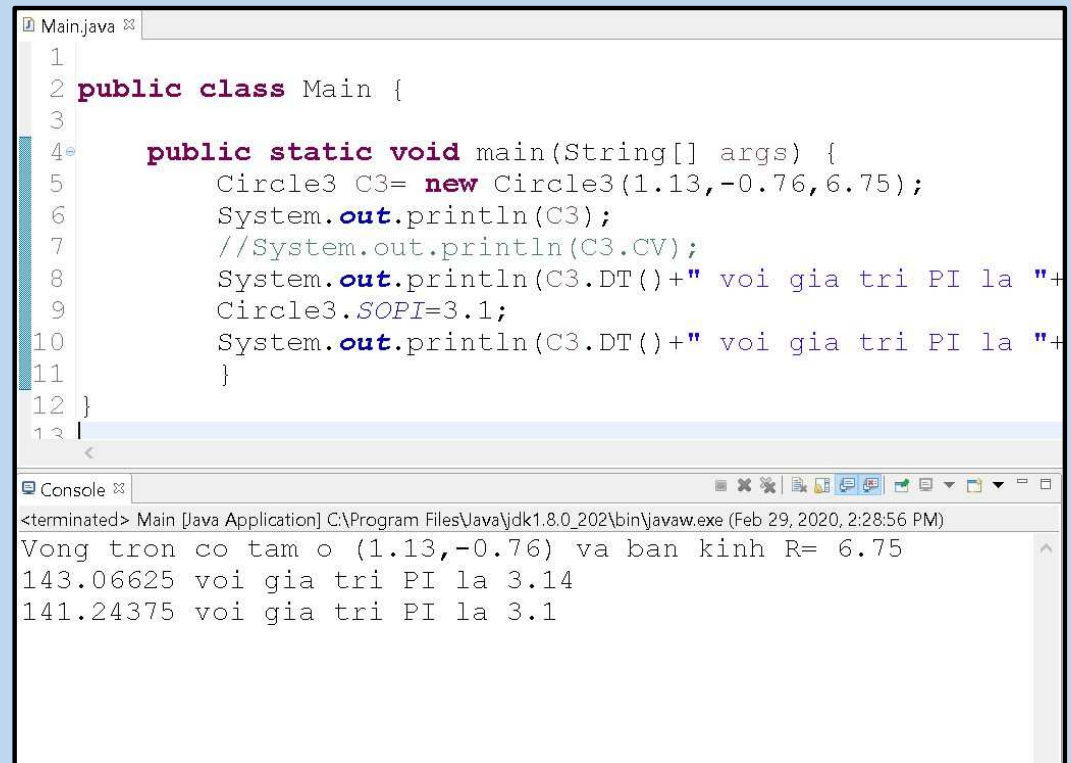 Main.java
1
2 public class Main {
3
4 public static void main(String[] args) {
5 Circle3 C3= new Circle3(1.13,-0.76,6.75);
6 System.out.println(C3);
7 //System.out.println(C3.CV);
8 System.out.println(C3.DT()+" voi gia tri PI la "+
9 Circle3.SOPI=3.1;
10 System.out.println(C3.DT()+" voi gia tri PI la "+
11 }
12 }
13
Console
<terminated> Main [Java Application] C:\Program Files\Java\jdk1.8.0_202\bin\javaw.exe (Feb 29, 2020, 2:28:56 PM)
Vong tron co tam o (1.13,-0.76) va ban kinh R= 6.75
143.06625 voi gia tri PI la 3.14
141.24375 voi gia tri PI la 3.1